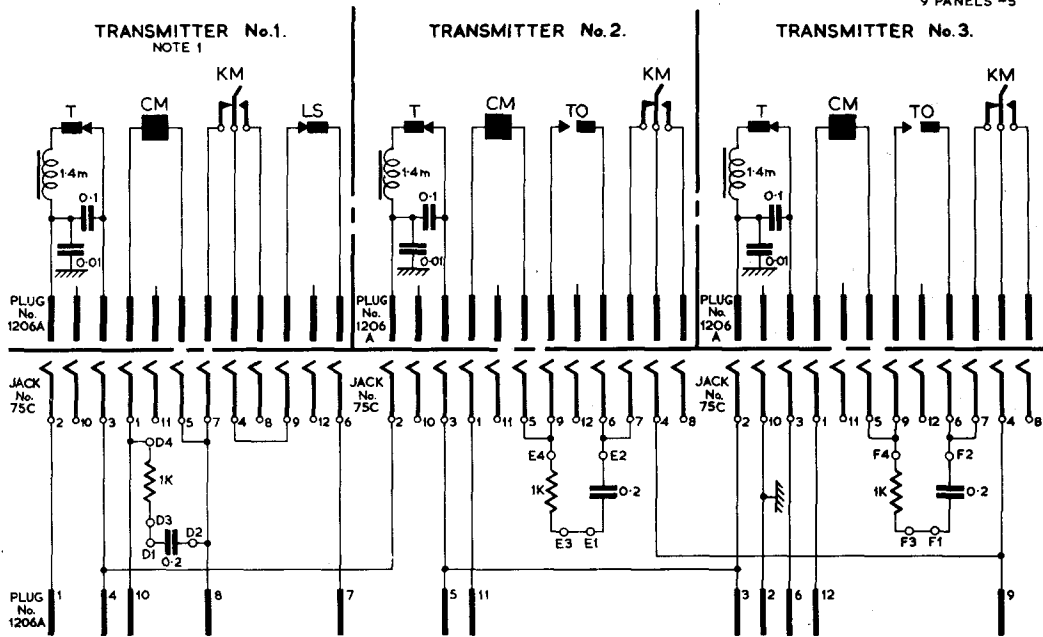 9 PANELS -5
TRANSMITTER No.1.
NOTE 1
TRANSMITTER No.2.
TRANSMITTER No.3.
T
CM
KM
LS
T
CM
TO
KM
T
CM
TO
KM
1·4m
0·1
0·01
1·4m
0·1
0·01
1·4m
0·1
0·01
PLUG
No.
1206A
PLUG
No.
1206
A
PLUG
No.
1206
A
JACK
No.
75C
2 10 3 1 11 5 7 4 8 9 12 6
JACK
No.
75C
2 10 3 1 11 5 9 12 6 7 4 8
JACK
No.
75C
2 10 3 1 11 5 9 12 6 7 4 8
D4
1K
D3
D1
D2
0·2
E4
E2
1K
0·2
E3
E1
F4
F2
1K
0·2
F3
F1
PLUG
No.
1206A
1 4 10 8 7 5 11 3 2 6 12 9